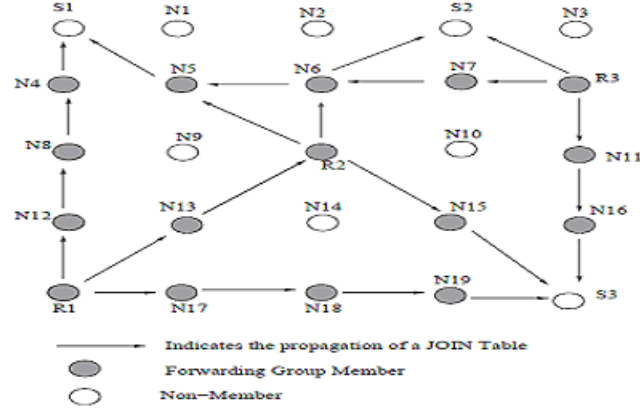 S1 N1 N2 S2 N3
N4 N5 N6 N7 R3
N8 N9 R2 N10 N11
N12 N13 N14 N15 N16
R1 N17 N18 N19 S3
Indicates the propagation of a JOIN Table
Forwarding Group Member
Non-Member